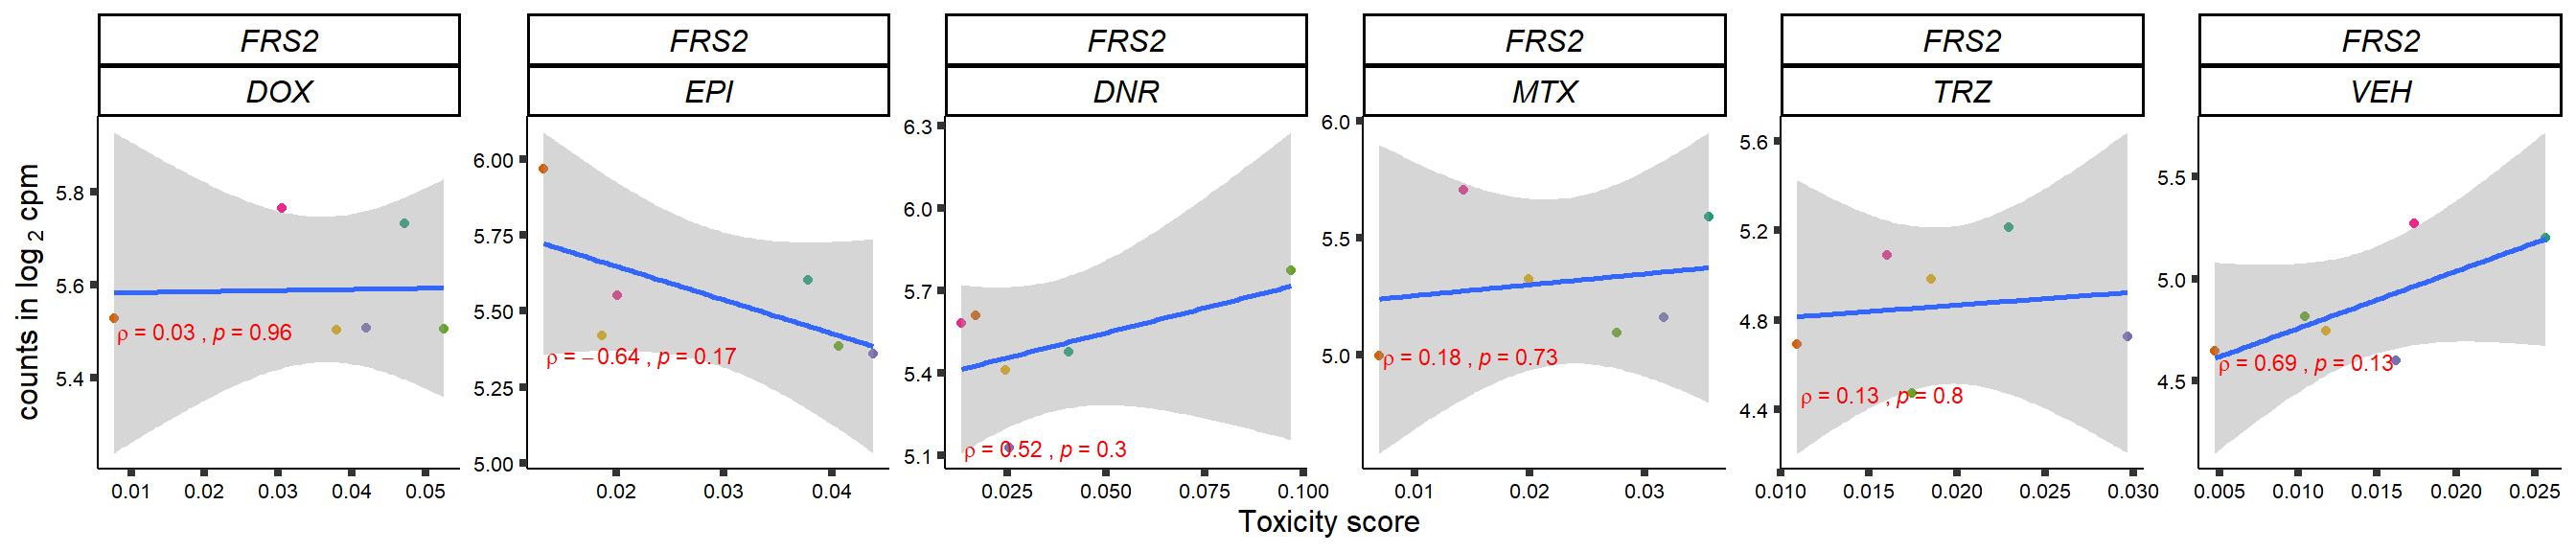 FRS2
DOX
5.8
5.6
5.4
ρ = 0.03 , p = 0.96
0.01 0.02 0.03 0.04 0.05
FRS2
EPI
6.00
5.75
5.50
5.25
5.00
ρ = −0.64 , p = 0.17
0.02 0.03 0.04
FRS2
DNR
6.3
6.0
5.7
5.4
5.1
ρ = 0.52 , p = 0.3
0.025 0.050 0.075 0.100
FRS2
MTX
6.0
5.5
5.0
ρ = 0.18 , p = 0.73
0.01 0.02 0.03
FRS2
TRZ
5.6
5.2
4.8
4.4
ρ = 0.13 , p = 0.8
0.010 0.015 0.020 0.025 0.030
FRS2
VEH
5.5
5.0
4.5
ρ = 0.69 , p = 0.13
0.005 0.010 0.015 0.020 0.025
counts in log 2 cpm
Toxicity score